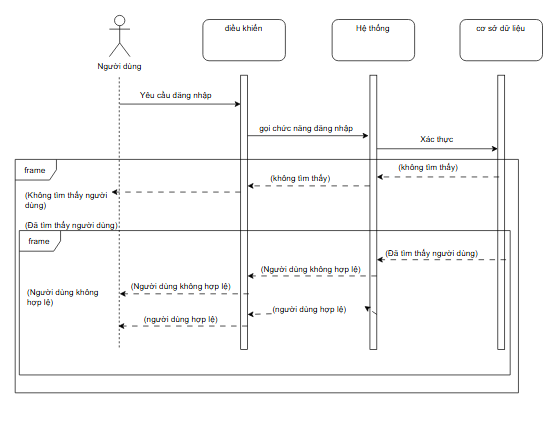 điều khiển
Hệ thống
cơ sở dữ liệu
Người dùng
Yêu cầu đăng nhập
gọi chức năng đăng nhập
Xác thực
frame
(không tìm thấy)
(không tìm thấy)
(Không tìm thấy người
dùng)
(Đã tìm thấy người dùng)
frame
(Đã tìm thấy người dùng)
(Người dùng không hợp lệ)
(Người dùng không hợp lệ)
(Người dùng không
hợp lệ)
(người dùng hợp lệ)
(người dùng hợp lệ)